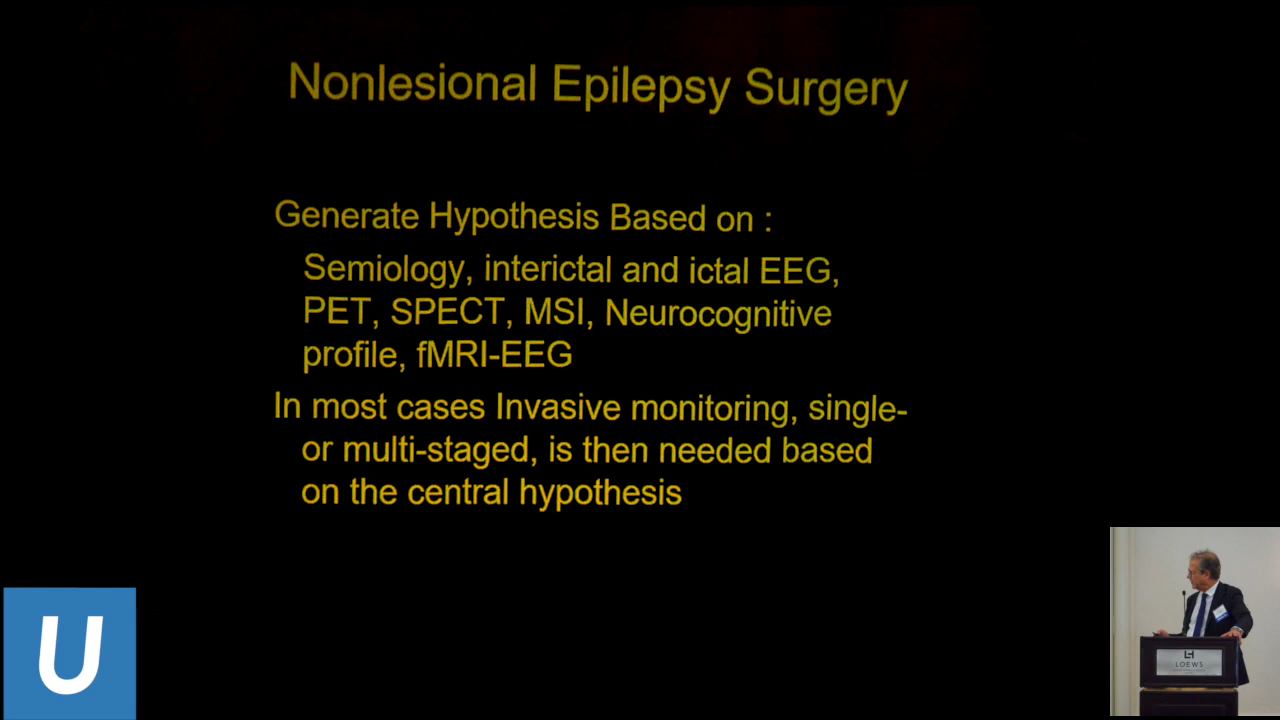 Nonlesional Epilepsy Surgery
Generate Hypothesis Based on :
Semiology, interictal and ictal EEG,
PET, SPECT, MSI, Neurocognitive
profile, fMRI-EEG
In most cases Invasive monitoring, single-
or multi-staged, is then needed based
on the central hypothesis
U
LOEWS